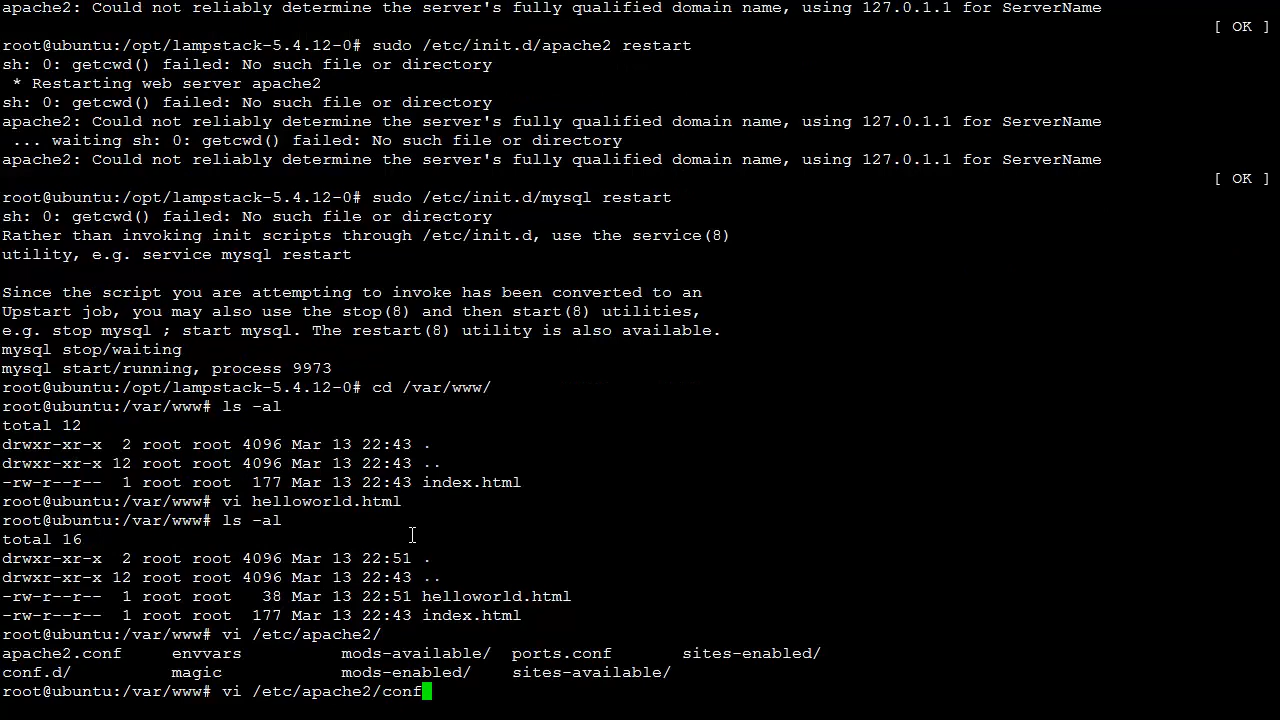 apache2: Could not reliably determine the server's fully qualified domain name, using 127.0.1.1 for ServerName
[ OK ]
root@ubuntu:/opt/lampstack-5.4.12-0# sudo /etc/init.d/apache2 restart
sh: 0: getcwd() failed: No such file or directory
 * Restarting web server apache2
sh: 0: getcwd() failed: No such file or directory
apache2: Could not reliably determine the server's fully qualified domain name, using 127.0.1.1 for ServerName
 ... waiting sh: 0: getcwd() failed: No such file or directory
apache2: Could not reliably determine the server's fully qualified domain name, using 127.0.1.1 for ServerName
[ OK ]
root@ubuntu:/opt/lampstack-5.4.12-0# sudo /etc/init.d/mysql restart
sh: 0: getcwd() failed: No such file or directory
Rather than invoking init scripts through /etc/init.d, use the service(8)
utility, e.g. service mysql restart
Since the script you are attempting to invoke has been converted to an
Upstart job, you may also use the stop(8) and then start(8) utilities,
e.g. stop mysql ; start mysql. The restart(8) utility is also available.
mysql stop/waiting
mysql start/running, process 9973
root@ubuntu:/opt/lampstack-5.4.12-0# cd /var/www/
root@ubuntu:/var/www# ls -al
total 12
drwxr-xr-x  2 root root 4096 Mar 13 22:43 .
drwxr-xr-x 12 root root 4096 Mar 13 22:43 ..
-rw-r--r--  1 root root  177 Mar 13 22:43 index.html
root@ubuntu:/var/www# vi helloworld.html
root@ubuntu:/var/www# ls -al
total 16
drwxr-xr-x  2 root root 4096 Mar 13 22:51 .
drwxr-xr-x 12 root root 4096 Mar 13 22:43 ..
-rw-r--r--  1 root root   38 Mar 13 22:51 helloworld.html
-rw-r--r--  1 root root  177 Mar 13 22:43 index.html
root@ubuntu:/var/www# vi /etc/apache2/
apache2.conf     envvars          mods-available/  ports.conf       sites-enabled/
conf.d/          magic            mods-enabled/    sites-available/
root@ubuntu:/var/www# vi /etc/apache2/conf